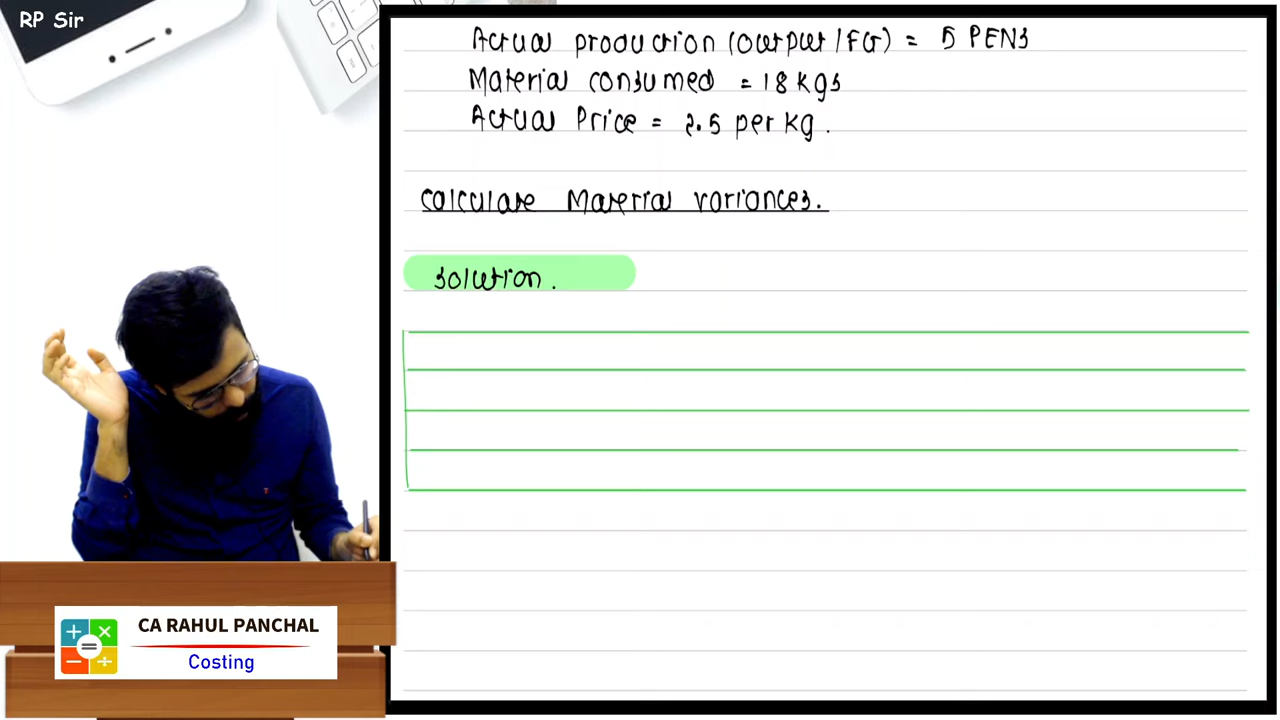 RP Sir
Actual production (output / FG) = 5 PENS
Material consumed = 18 kgs
Actual Price = 2.5 per kg.
calculate Material variances.
solution.
CA RAHUL PANCHAL
Costing